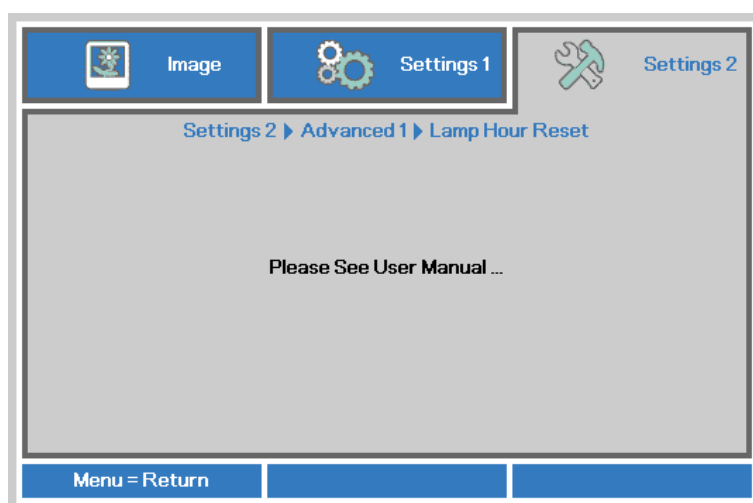 Image
Settings 1
Settings 2
Settings 2 ▶ Advanced 1 ▶ Lamp Hour Reset
Please See User Manual ...
Menu = Return